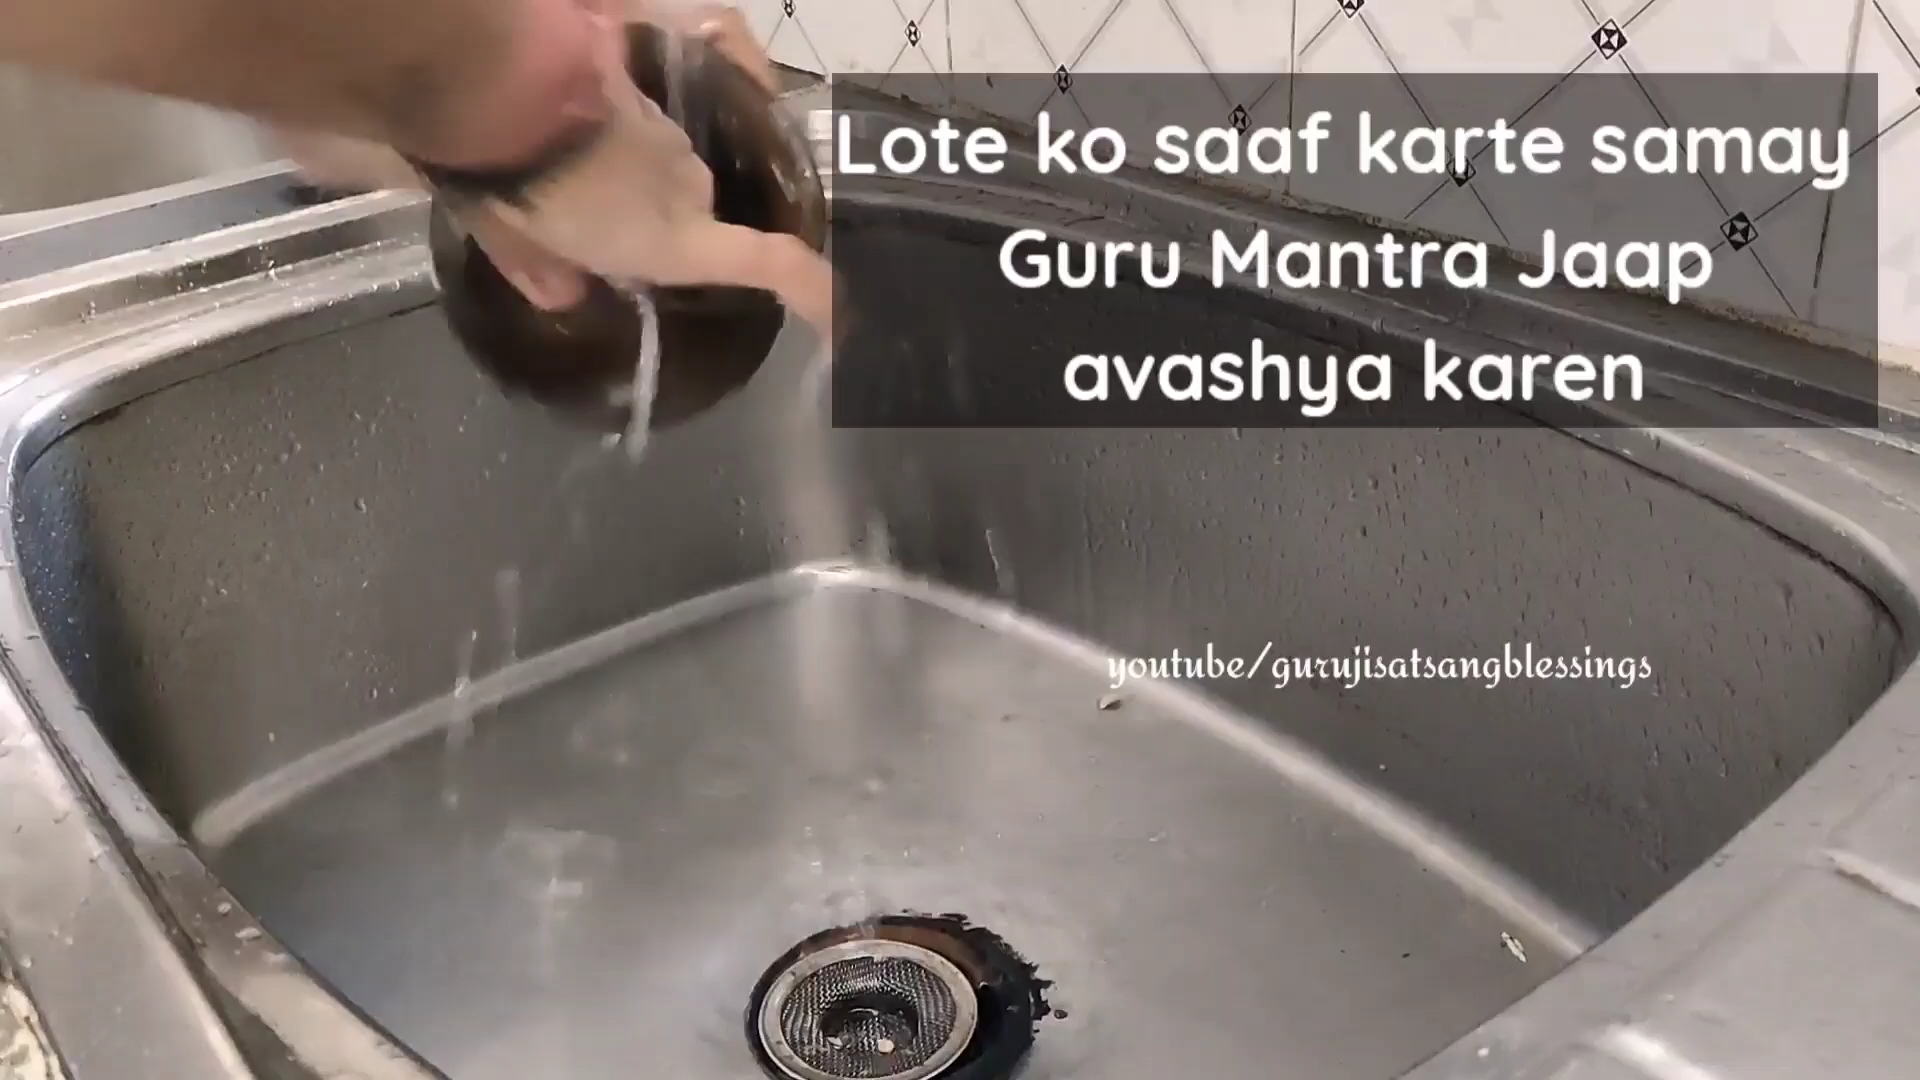 Lote ko saaf karte samay
Guru Mantra Jaap
avashya karen
youtube/gurujisatsangblessings